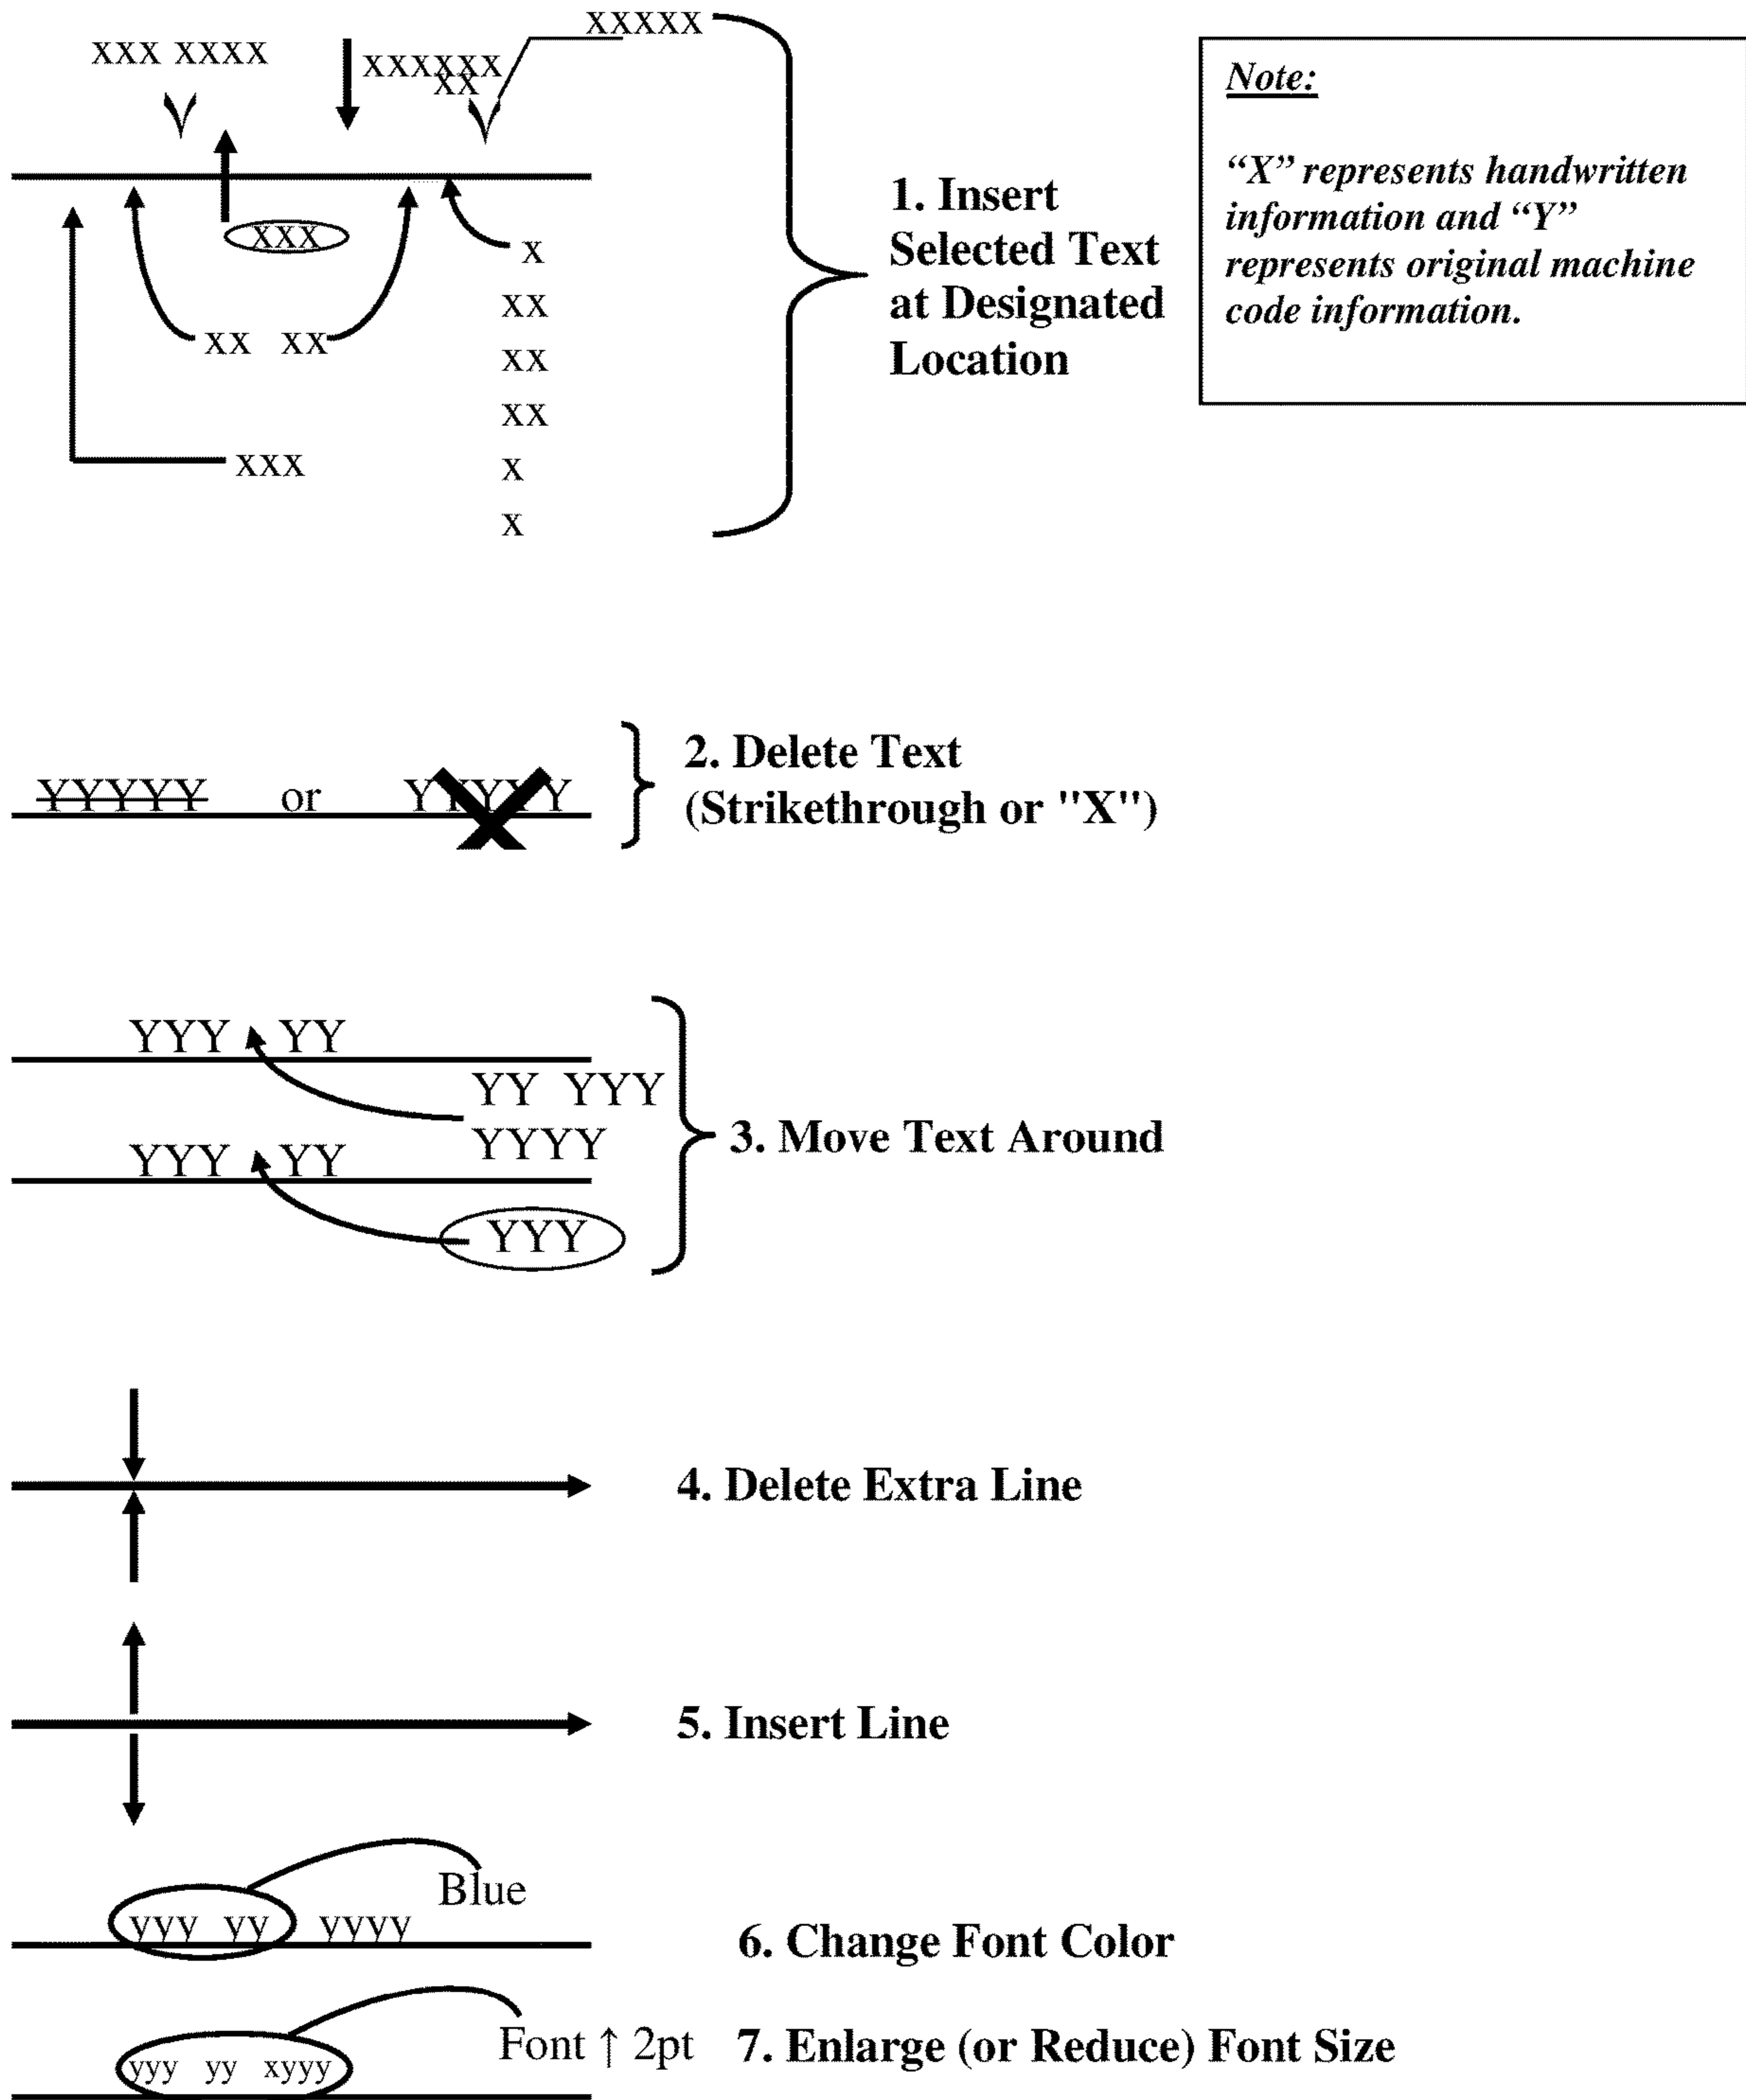 xxxxx
xxx xxxx
xxxxxx
xx
xxx
x
xx
xx xx
xx
xx
xxx
x
x
1. Insert
Selected Text
at Designated
Location
Note:
“X” represents handwritten
information and “Y”
represents original machine
code information.
YYYYY or YYYYY
2. Delete Text
(Strikethrough or "X")
YYY YY
YY YYY
YYYY
YYY YY
YYY
3. Move Text Around
4. Delete Extra Line
5. Insert Line
Blue
yyy yy yyyy
6. Change Font Color
Font ↑ 2pt
yyy yy xyyy
7. Enlarge (or Reduce) Font Size